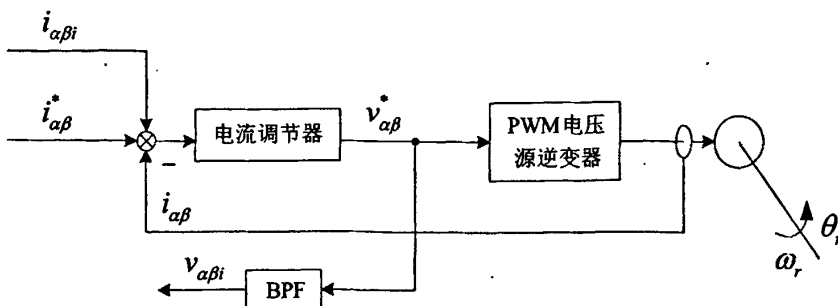 i_{αβi}
i^*_{αβ}
电流调节器
v^*_{αβ}
PWM电压
源逆变器
−
i_{αβ}
v_{αβi}
BPF
ω_r
θ_r